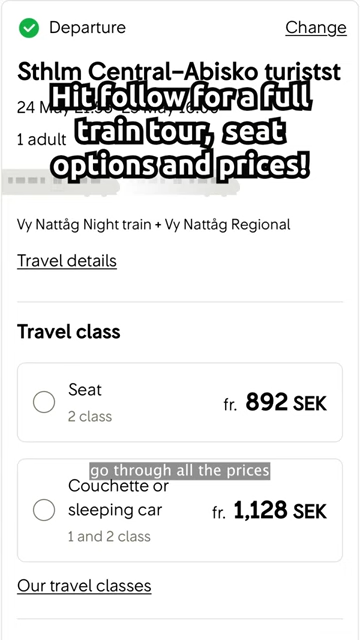 Departure Change
Sthlm Central–Abisko turistst
24 May
Hit follow for a full
1 adult
train tour, seat
options and prices!
Vy Nattåg Night train + Vy Nattåg Regional
Travel details
Travel class
Seat
fr. 892 SEK
2 class
go through all the prices
Couchette or
sleeping car
fr. 1,128 SEK
1 and 2 class
Our travel classes